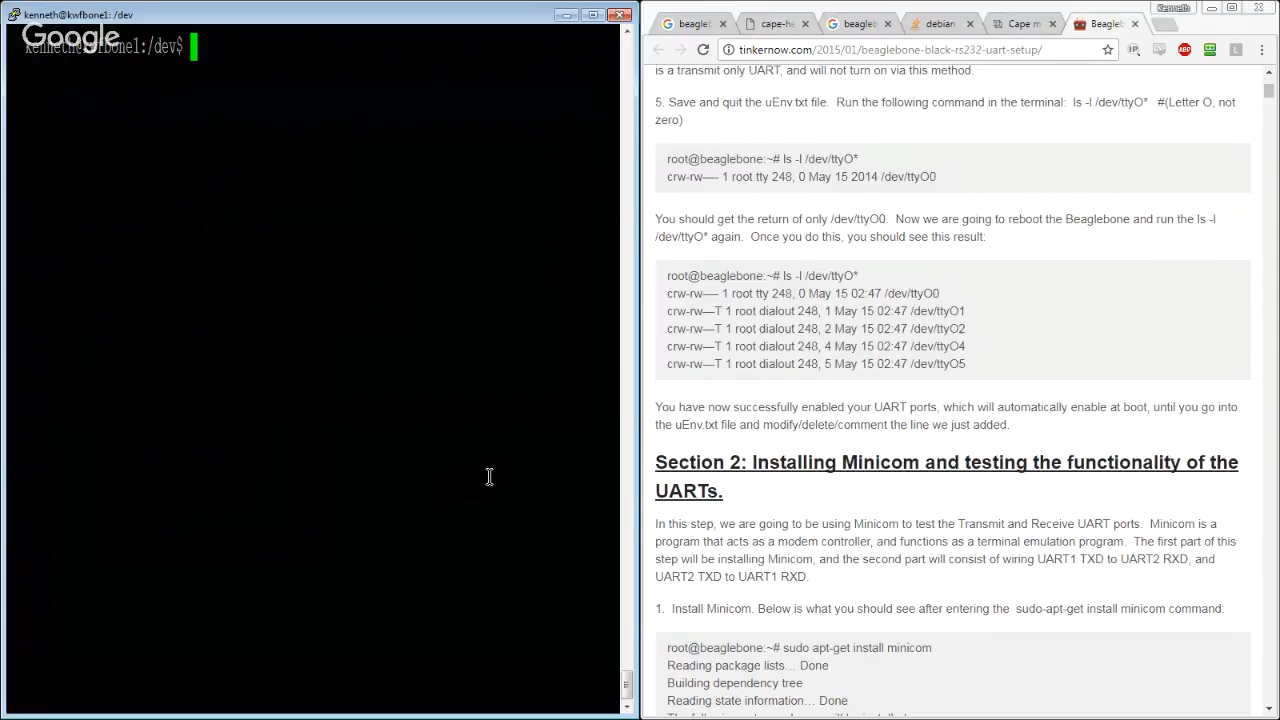 kenneth@kwfbone1: /dev
Google
kenneth@kwfbone1:/dev$
Kenneth
beagleb
cape-he
beagleb
debian
Cape m
Beagleb
tinkernow.com/2015/01/beaglebone-black-rs232-uart-setup/
is a transmit only UART, and will not turn on via this method.
5. Save and quit the uEnv.txt file. Run the following command in the terminal: ls -l /dev/ttyO* #(Letter O, not
zero)
root@beaglebone:~# ls -l /dev/ttyO*
crw-rw—- 1 root tty 248, 0 May 15 2014 /dev/ttyO0
You should get the return of only /dev/ttyO0. Now we are going to reboot the Beaglebone and run the ls -l
/dev/ttyO* again. Once you do this, you should see this result:
root@beaglebone:~# ls -l /dev/ttyO*
crw-rw—- 1 root tty 248, 0 May 15 02:47 /dev/ttyO0
crw-rw—T 1 root dialout 248, 1 May 15 02:47 /dev/ttyO1
crw-rw—T 1 root dialout 248, 2 May 15 02:47 /dev/ttyO2
crw-rw—T 1 root dialout 248, 4 May 15 02:47 /dev/ttyO4
crw-rw—T 1 root dialout 248, 5 May 15 02:47 /dev/ttyO5
You have now successfully enabled your UART ports, which will automatically enable at boot, until you go into
the uEnv.txt file and modify/delete/comment the line we just added.
Section 2: Installing Minicom and testing the functionality of the
UARTs.
In this step, we are going to be using Minicom to test the Transmit and Receive UART ports. Minicom is a
program that acts as a modem controller, and functions as a terminal emulation program. The first part of this
step will be installing Minicom, and the second part will consist of wiring UART1 TXD to UART2 RXD, and
UART2 TXD to UART1 RXD.
1. Install Minicom. Below is what you should see after entering the sudo-apt-get install minicom command:
root@beaglebone:~# sudo apt-get install minicom
Reading package lists… Done
Building dependency tree
Reading state information… Done